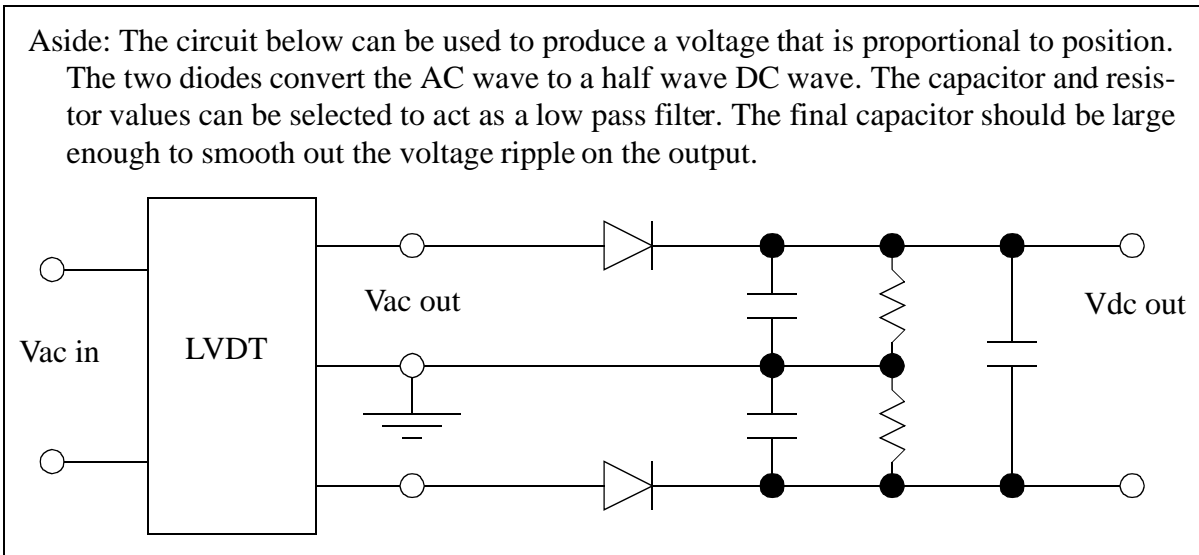 Aside: The circuit below can be used to produce a voltage that is proportional to position.
The two diodes convert the AC wave to a half wave DC wave. The capacitor and resis-
tor values can be selected to act as a low pass filter. The final capacitor should be large
enough to smooth out the voltage ripple on the output.
Vac out
Vdc out
Vac in
LVDT